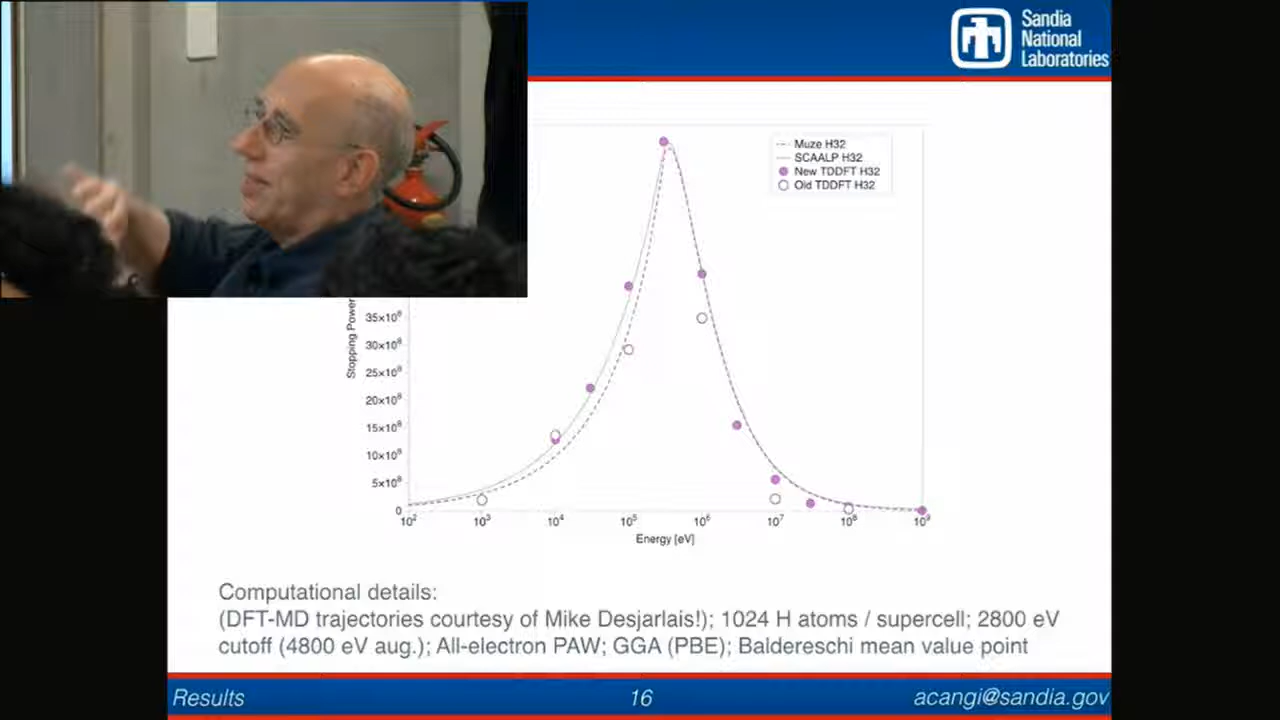 Sandia
National
Laboratories
Muze H32
SCAALP H32
New TDDFT H32
Old TDDFT H32
Stopping Power
35×10⁸
30×10⁸
25×10⁸
20×10⁸
15×10⁸
10×10⁸
5×10⁸
0
10² 10³ 10⁴ 10⁵ 10⁶ 10⁷ 10⁸ 10⁹
Energy [eV]
Computational details:
(DFT-MD trajectories courtesy of Mike Desjarlais!); 1024 H atoms / supercell; 2800 eV
cutoff (4800 eV aug.); All-electron PAW; GGA (PBE); Baldereschi mean value point
Results 16 acangi@sandia.gov